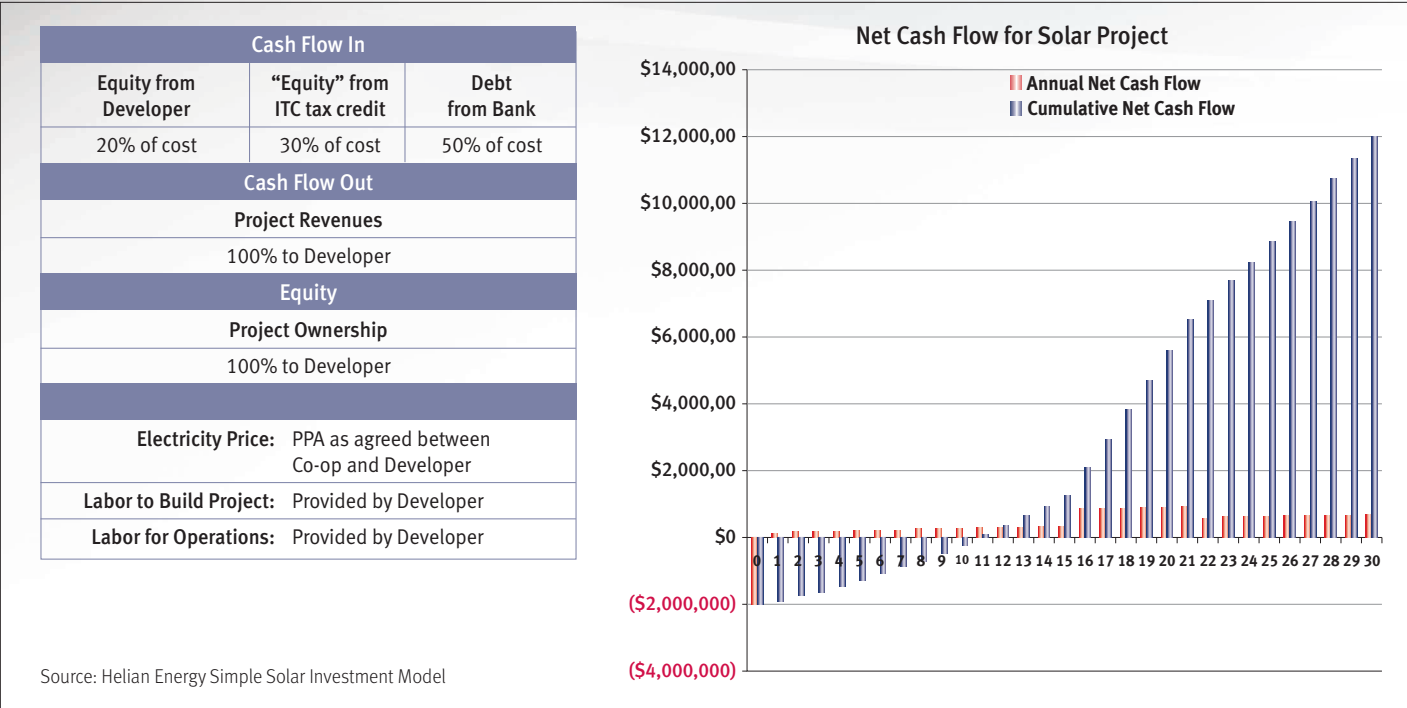 Cash Flow In
Equity from
Developer
“Equity” from
ITC tax credit
Debt
from Bank
20% of cost
30% of cost
50% of cost
Cash Flow Out
Project Revenues
100% to Developer
Equity
Project Ownership
100% to Developer
Electricity Price: PPA as agreed between
Co-op and Developer
Labor to Build Project: Provided by Developer
Labor for Operations: Provided by Developer
Source: Helian Energy Simple Solar Investment Model
Net Cash Flow for Solar Project
Annual Net Cash Flow
Cumulative Net Cash Flow
$14,000,00
$12,000,00
$10,000,00
$8,000,00
$6,000,00
$4,000,00
$2,000,00
$0
0 1 2 3 4 5 6 7 8 9 10 11 12 13 14 15 16 17 18 19 20 21 22 23 24 25 26 27 28 29 30
($2,000,000)
($4,000,000)